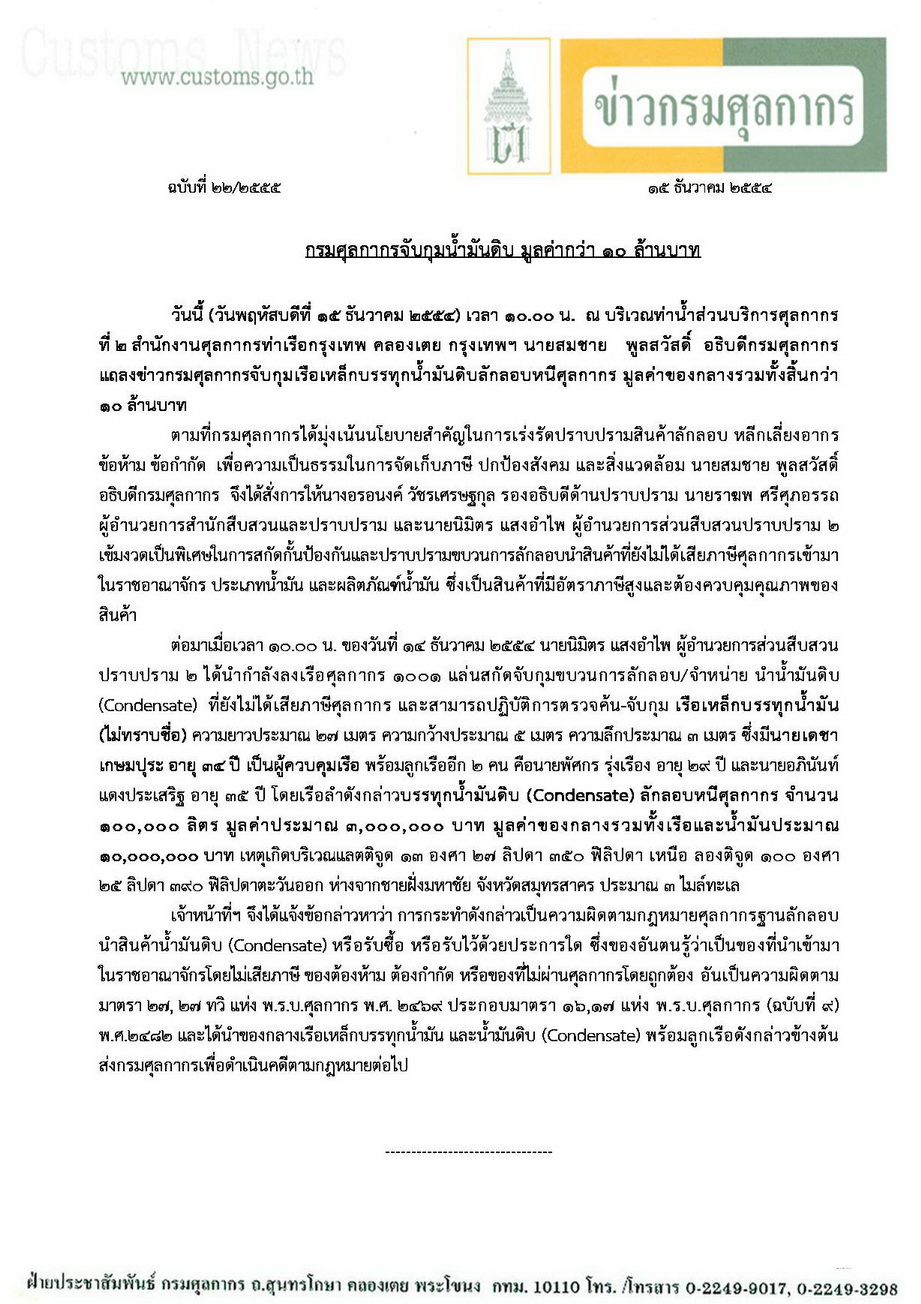 Customs News
www.customs.go.th
ข่าวกรมศุลกากร
ฉบับที่ ๒๒/๒๕๕๕
๑๕ ธันวาคม ๒๕๕๔
กรมศุลกากรจับกุมน้ำมันดิบ มูลค่ากว่า ๑๐ ล้านบาท
วันนี้ (วันพฤหัสบดีที่ ๑๕ ธันวาคม ๒๕๕๔) เวลา ๑๐.๐๐ น. ณ บริเวณท่าน้ำส่วนบริการศุลกากร
ที่ ๒ สำนักงานศุลกากรท่าเรือกรุงเทพ คลองเตย กรุงเทพฯ นายสมชาย พูลสวัสดิ์ อธิบดีกรมศุลกากร
แถลงข่าวกรมศุลกากรจับกุมเรือเหล็กบรรทุกน้ำมันดิบลักลอบหนีศุลกากร มูลค่าของกลางรวมทั้งสิ้นกว่า
๑๐ ล้านบาท
ตามที่กรมศุลกากรได้มุ่งเน้นนโยบายสำคัญในการเร่งรัดปราบปรามสินค้าลักลอบ หลีกเลี่ยงอากร
ข้อห้าม ข้อกำกัด เพื่อความเป็นธรรมในการจัดเก็บภาษี ปกป้องสังคม และสิ่งแวดล้อม นายสมชาย พูลสวัสดิ์
อธิบดีกรมศุลกากร จึงได้สั่งการให้นางอรอนงค์ วัชรเศรษฐกุล รองอธิบดีด้านปราบปราม นายราฆพ ศรีศุภอรรถ
ผู้อำนวยการสำนักสืบสวนและปราบปราม และนายนิมิตร แสงอำไพ ผู้อำนวยการส่วนสืบสวนปราบปราม ๒
เข้มงวดเป็นพิเศษในการสกัดกั้นป้องกันและปราบปรามขบวนการลักลอบนำสินค้าที่ยังไม่ได้เสียภาษีศุลกากรเข้ามา
ในราชอาณาจักร ประเภทน้ำมัน และผลิตภัณฑ์น้ำมัน ซึ่งเป็นสินค้าที่มีอัตราภาษีสูงและต้องควบคุมคุณภาพของ
สินค้า
ต่อมาเมื่อเวลา ๑๐.๐๐ น. ของวันที่ ๑๔ ธันวาคม ๒๕๕๔ นายนิมิตร แสงอำไพ ผู้อำนวยการส่วนสืบสวน
ปราบปราม ๒ ได้นำกำลังลงเรือศุลกากร ๑๐๐๑ แล่นสกัดจับกุมขบวนการลักลอบ/จำหน่าย นำน้ำมันดิบ
(Condensate) ที่ยังไม่ได้เสียภาษีศุลกากร และสามารถปฏิบัติการตรวจค้น-จับกุม เรือเหล็กบรรทุกน้ำมัน
(ไม่ทราบชื่อ) ความยาวประมาณ ๒๗ เมตร ความกว้างประมาณ ๕ เมตร ความลึกประมาณ ๓ เมตร ซึ่งมีนายเดชา
เกษมปุระ อายุ ๓๔ ปี เป็นผู้ควบคุมเรือ พร้อมลูกเรืออีก ๒ คน คือนายพัศกร รุ่งเรือง อายุ ๒๙ ปี และนายอภินันท์
แดงประเสริฐ อายุ ๓๕ ปี โดยเรือลำดังกล่าวบรรทุกน้ำมันดิบ (Condensate) ลักลอบหนีศุลกากร จำนวน
๑๐๐,๐๐๐ ลิตร มูลค่าประมาณ ๓,๐๐๐,๐๐๐ บาท มูลค่าของกลางรวมทั้งเรือและน้ำมันประมาณ
๑๐,๐๐๐,๐๐๐ บาท เหตุเกิดบริเวณแลตติจูด ๑๓ องศา ๒๗ ลิปดา ๓๕๐ ฟิลิปดา เหนือ ลองติจูด ๑๐๐ องศา
๒๕ ลิปดา ๓๙๐ ฟิลิปดาตะวันออก ห่างจากชายฝั่งมหาชัย จังหวัดสมุทรสาคร ประมาณ ๓ ไมล์ทะเล
เจ้าหน้าที่ฯ จึงได้แจ้งข้อกล่าวหาว่า การกระทำดังกล่าวเป็นความผิดตามกฎหมายศุลกากรฐานลักลอบ
นำสินค้าน้ำมันดิบ (Condensate) หรือรับซื้อ หรือรับไว้ด้วยประการใด ซึ่งของอันตนรู้ว่าเป็นของที่นำเข้ามา
ในราชอาณาจักรโดยไม่เสียภาษี ของต้องห้าม ต้องกำกัด หรือของที่ไม่ผ่านศุลกากรโดยถูกต้อง อันเป็นความผิดตาม
มาตรา ๒๗, ๒๗ ทวิ แห่ง พ.ร.บ.ศุลกากร พ.ศ. ๒๔๖๙ ประกอบมาตรา ๑๖,๑๗ แห่ง พ.ร.บ.ศุลกากร (ฉบับที่ ๙)
พ.ศ.๒๔๘๒ และได้นำของกลางเรือเหล็กบรรทุกน้ำมัน และน้ำมันดิบ (Condensate) พร้อมลูกเรือดังกล่าวข้างต้น
ส่งกรมศุลกากรเพื่อดำเนินคดีตามกฎหมายต่อไป
--------------------------------
ฝ่ายประชาสัมพันธ์ กรมศุลกากร ถ.สุนทรโกษา คลองเตย พระโขนง กทม. 10110 โทร. /โทรสาร 0-2249-9017, 0-2249-3298